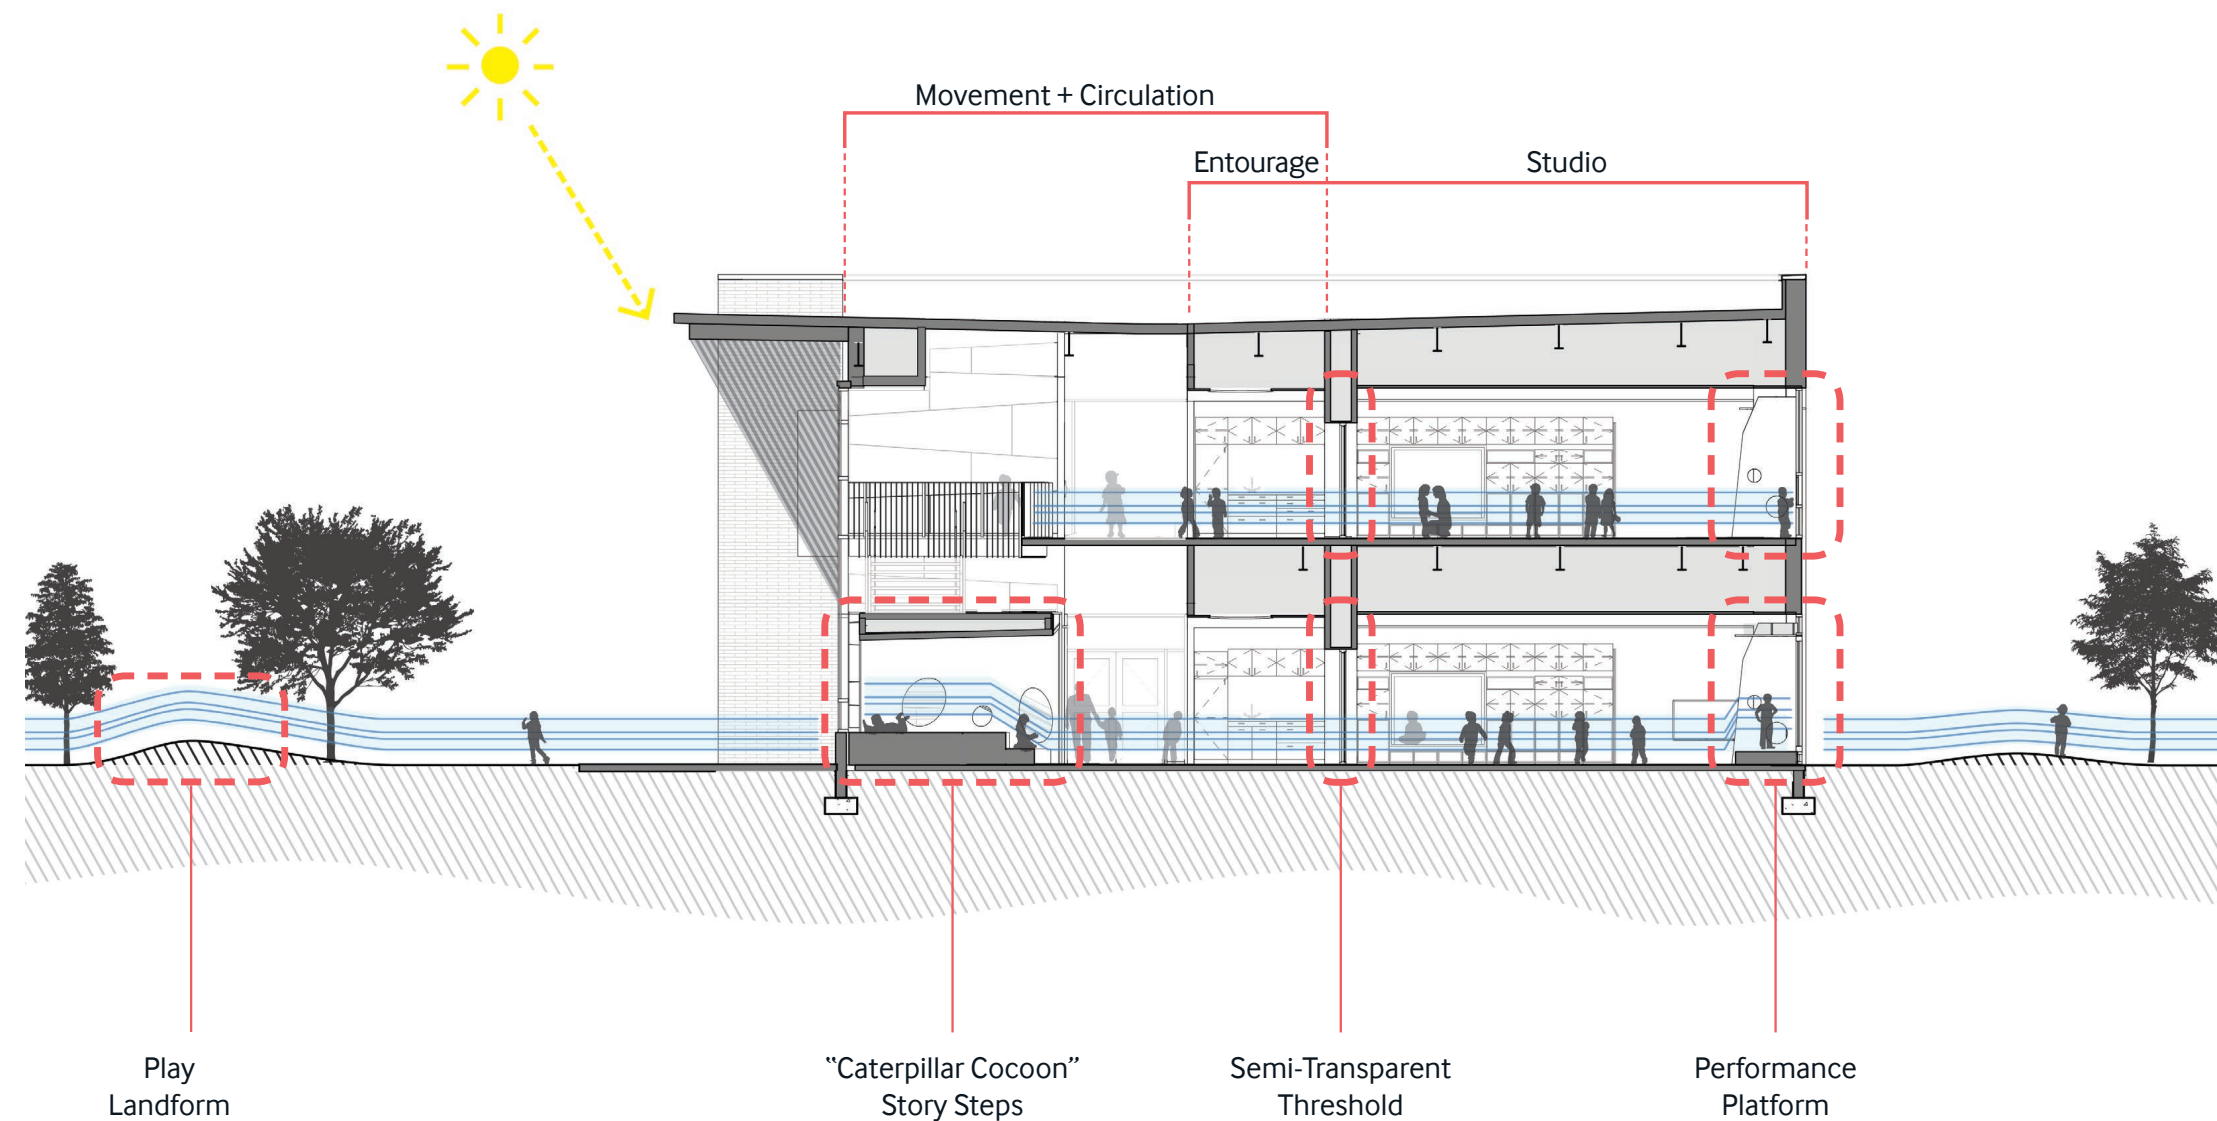 Movement + Circulation
Entourage
Studio
Play
Landform
“Caterpillar Cocoon”
Story Steps
Semi-Transparent
Threshold
Performance
Platform